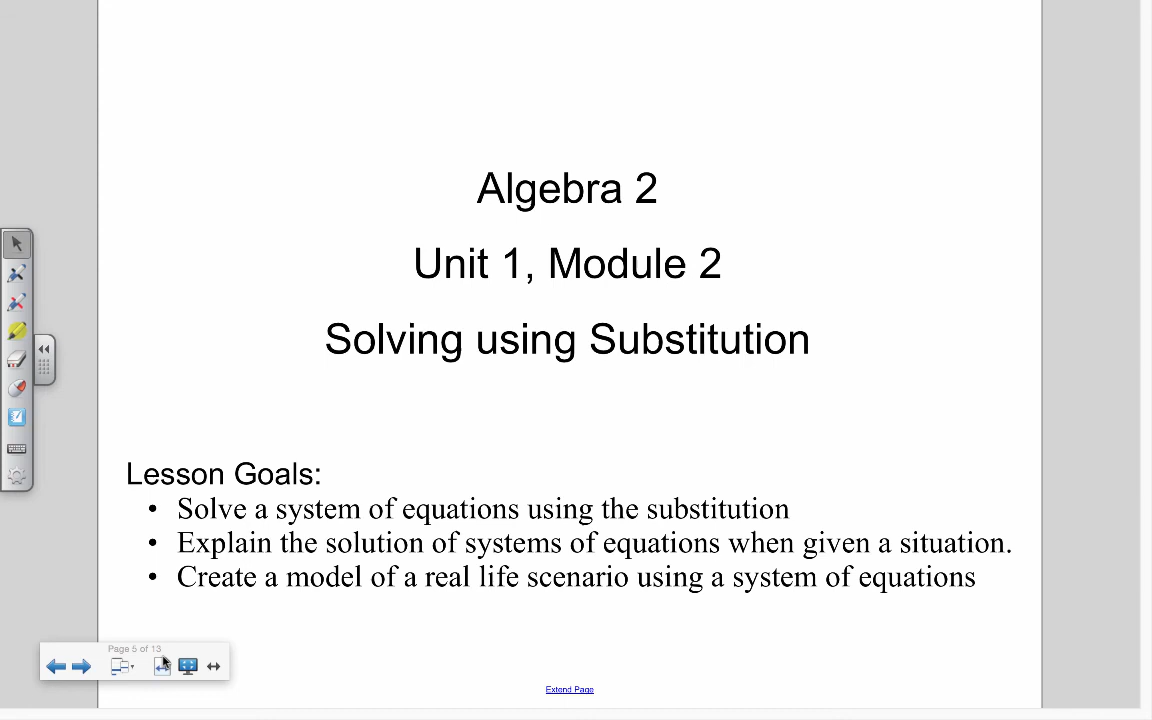 Algebra 2
Unit 1, Module 2
Solving using Substitution
Lesson Goals:
• Solve a system of equations using the substitution
• Explain the solution of systems of equations when given a situation.
• Create a model of a real life scenario using a system of equations
Page 5 of 13
Extend Page